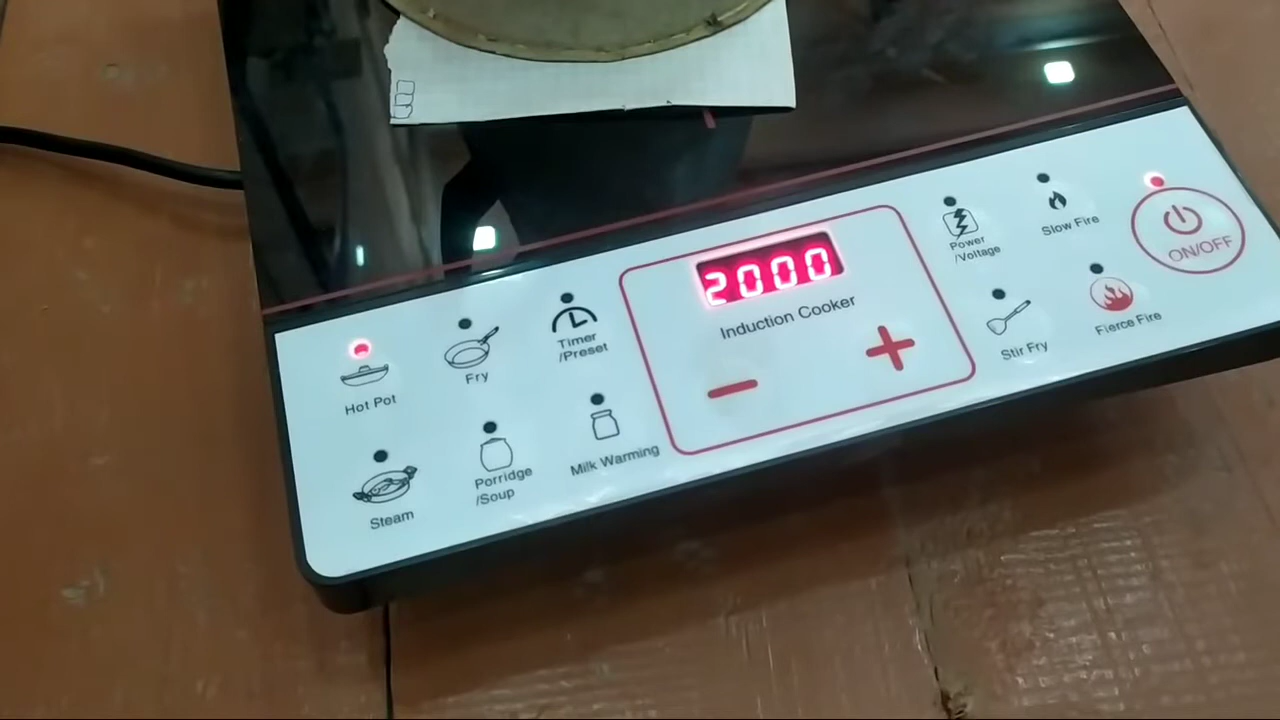 2000
Induction Cooker
Hot Pot
Fry
Timer
/Preset
Steam
Porridge
/Soup
Milk Warming
Power
/Voltage
Slow Fire
ON/OFF
Stir Fry
Fierce Fire